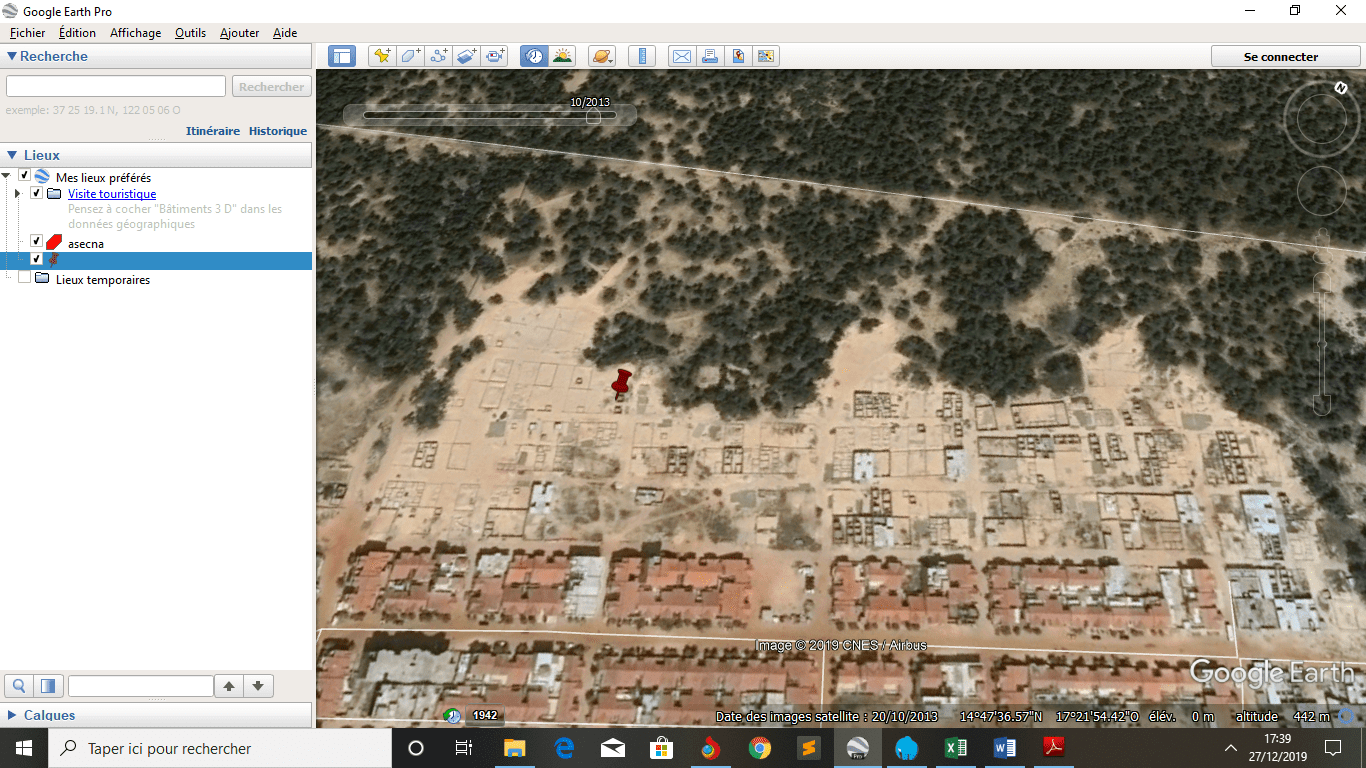 Google Earth Pro
Fichier Édition Affichage Outils Ajouter Aide
Recherche
Se connecter
Rechercher
exemple: 37 25 19.1 N, 122 05 06 O
Itinéraire Historique
Lieux
Mes lieux préférés
Visite touristique
Pensez à cocher "Bâtiments 3 D" dans les
données géographiques
asecna
Lieux temporaires
10/2013
N
Image © 2019 CNES / Airbus
Google Earth
Calques
1942
Date des images satellite : 20/10/2013 14°47'36.57"N 17°21'54.42"O élév. 0 m altitude 442 m
Taper ici pour rechercher
Pro
17:39
27/12/2019